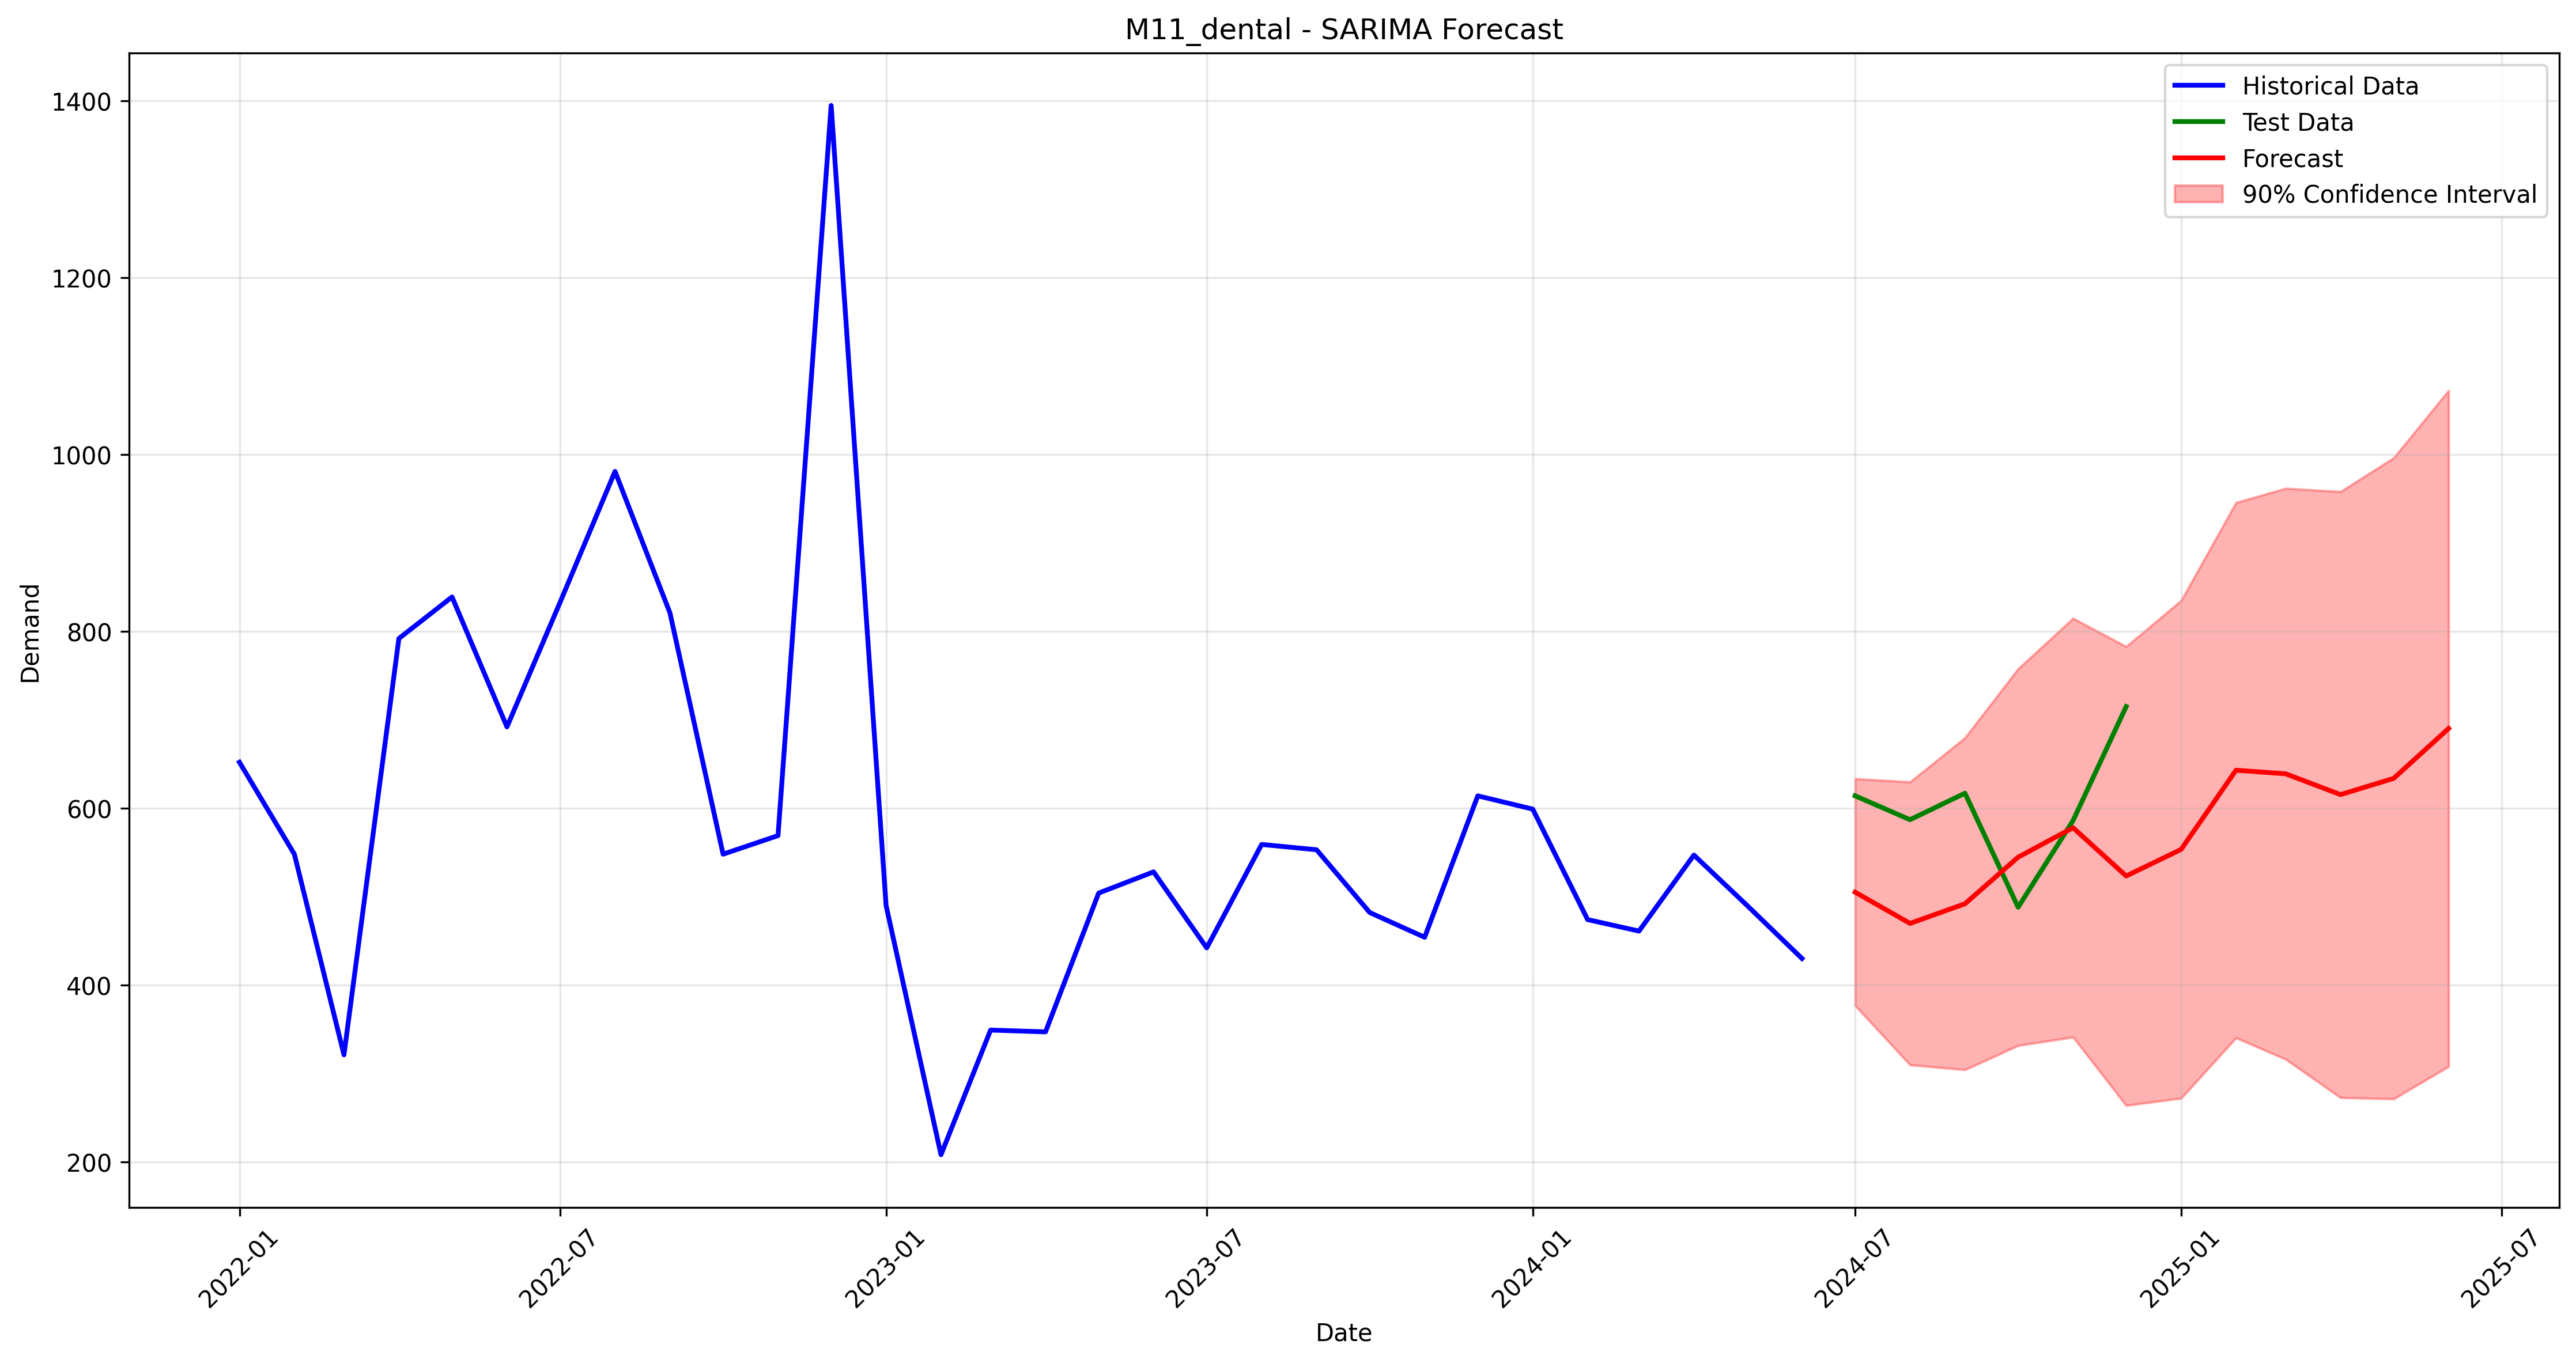 M11_dental - SARIMA Forecast
Historical Data
Test Data
Forecast
90% Confidence Interval
1400
1200
1000
800
600
400
200
Demand
2022-01
2022-07
2023-01
2023-07
2024-01
2024-07
2025-01
2025-07
Date